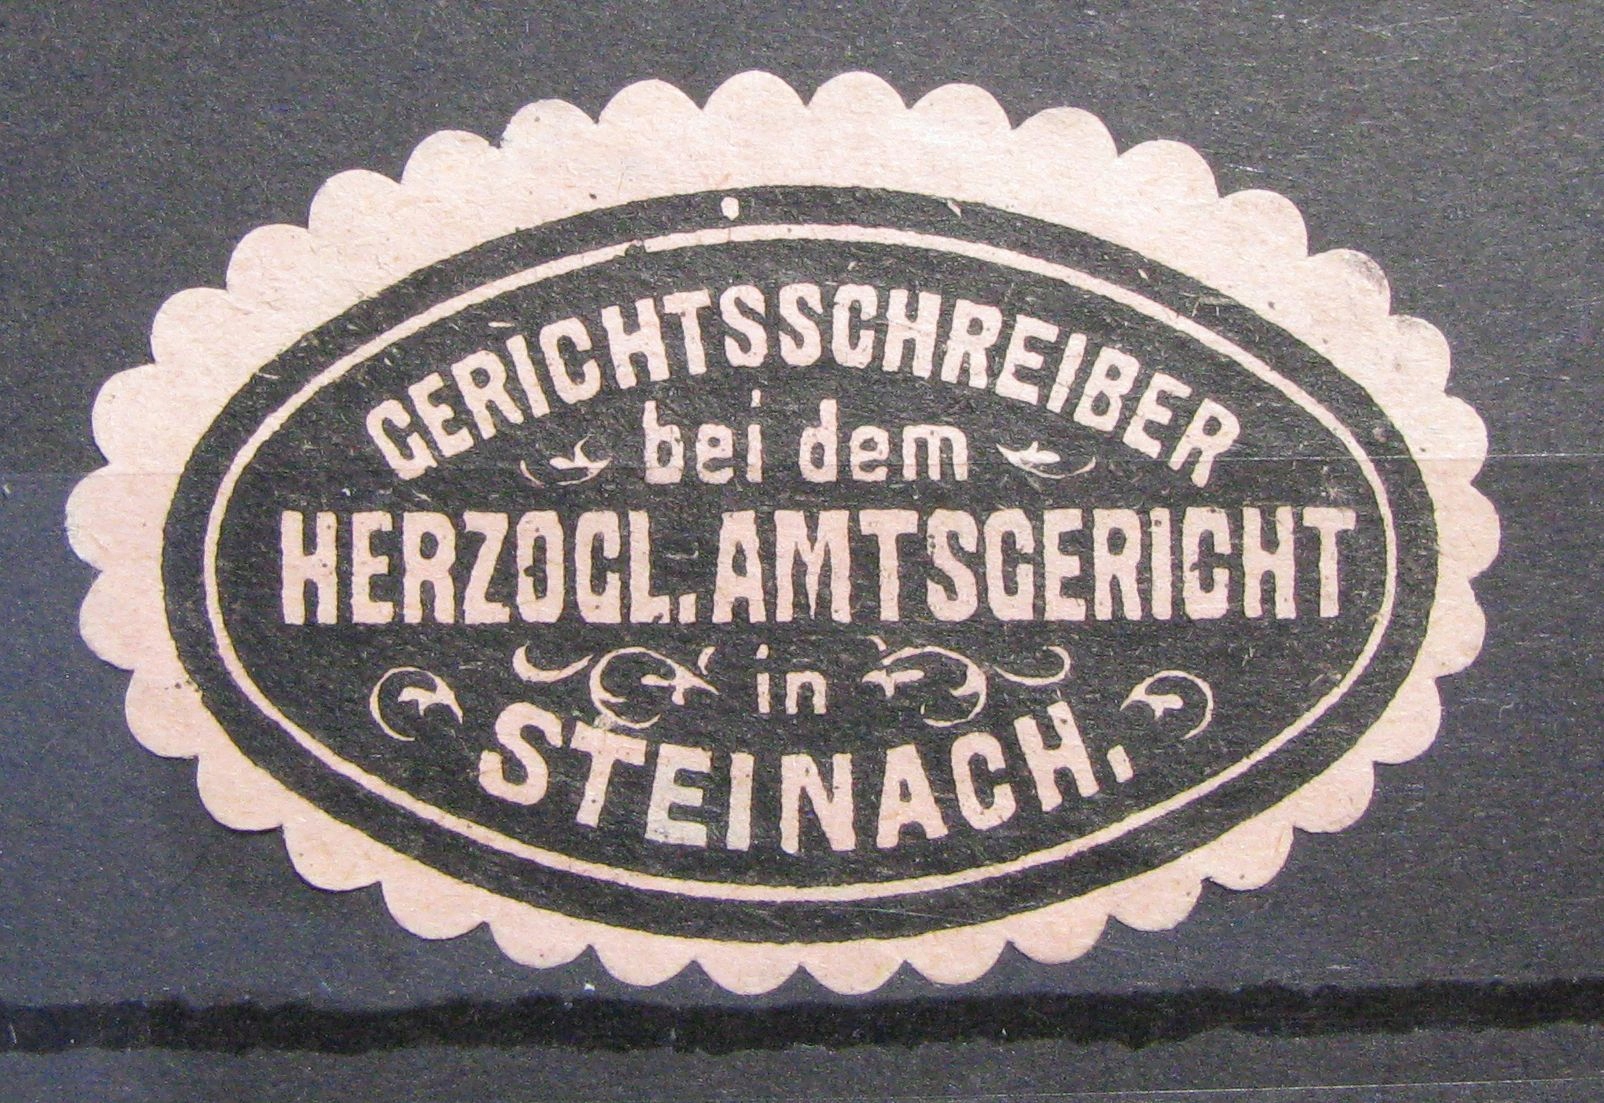 GERICHTSSCHREIBER
bei dem
HERZOGL. AMTSGERICHT
in
STEINACH.